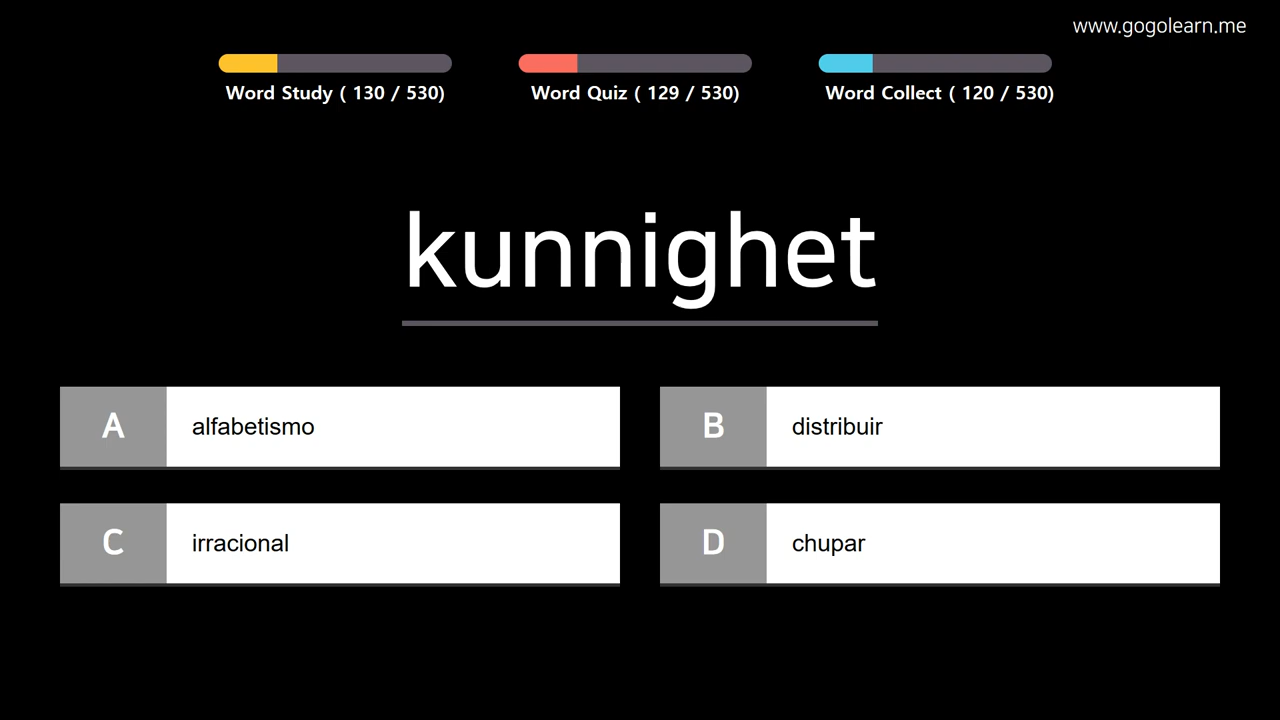 www.gogolearn.me
Word Study ( 130 / 530)
Word Quiz ( 129 / 530)
Word Collect ( 120 / 530)
kunnighet
A alfabetismo
B distribuir
C irracional
D chupar